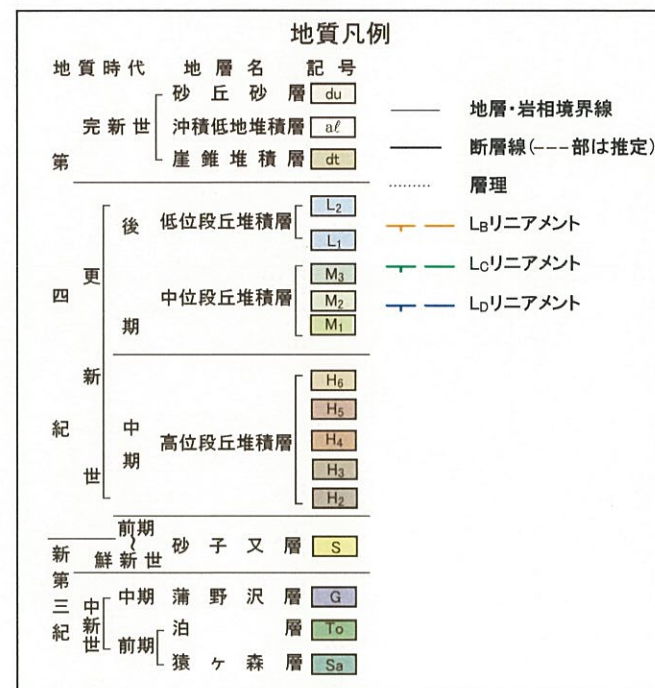 地質凡例
地質時代 地層名 記号
第四紀
完新世
砂丘砂層 du
沖積低地堆積層 aℓ
崖錐堆積層 dt
更新世
後期
低位段丘堆積層
L₂
L₁
中位段丘堆積層
M₃
M₂
M₁
中期
高位段丘堆積層
H₆
H₅
H₄
H₃
H₂
前期
~
鮮新世
砂子又層 S
新第三紀
中新世
中期 蒲野沢層 G
前期
泊層 To
猿ヶ森層 Sa
地層・岩相境界線
断層線(---部は推定)
層理
L_Bリニアメント
L_Cリニアメント
L_Dリニアメント